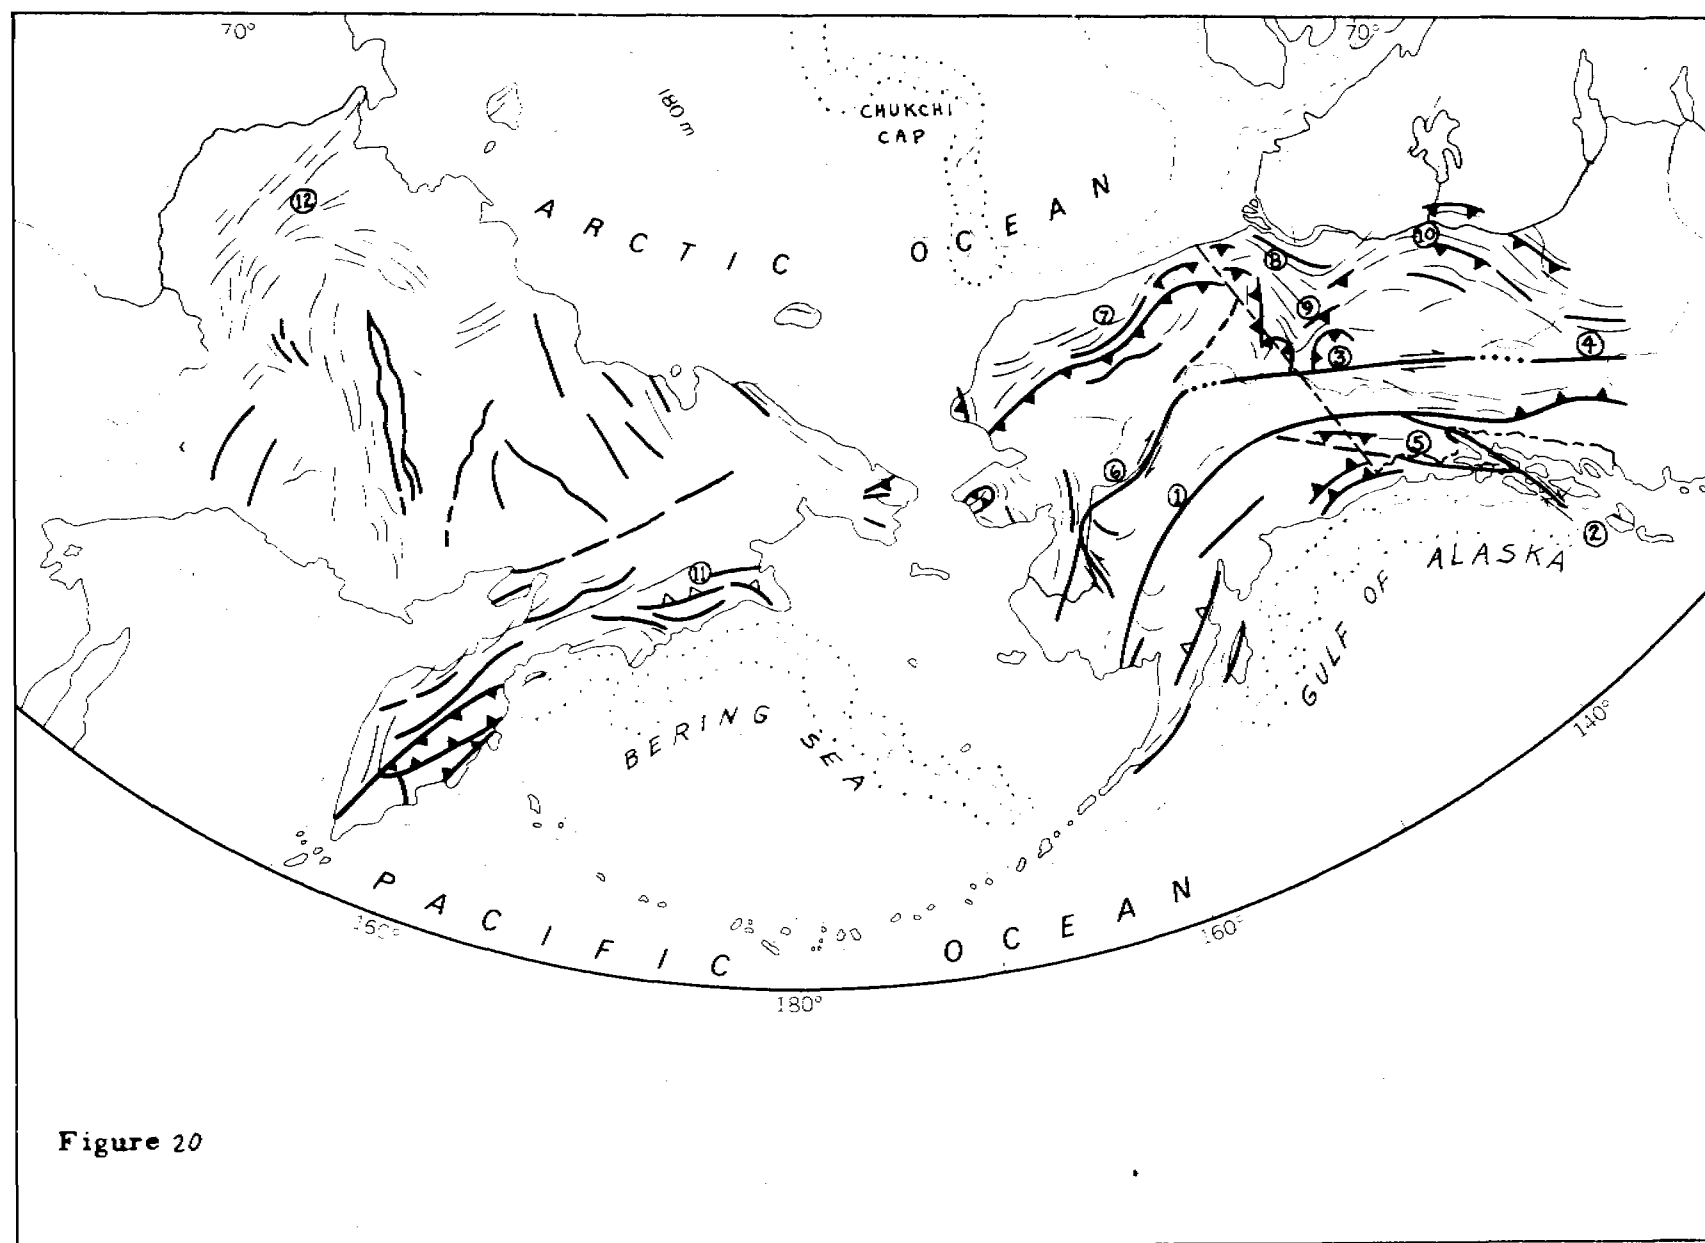 70°
70°
180 m
CHUKCHI
CAP
ARCTIC OCEAN
12
10
8
7
9
3
4
5
6
1
2
11
GULF OF ALASKA
BERING SEA
140°
PACIFIC OCEAN
160°
160°
180°
Figure 20